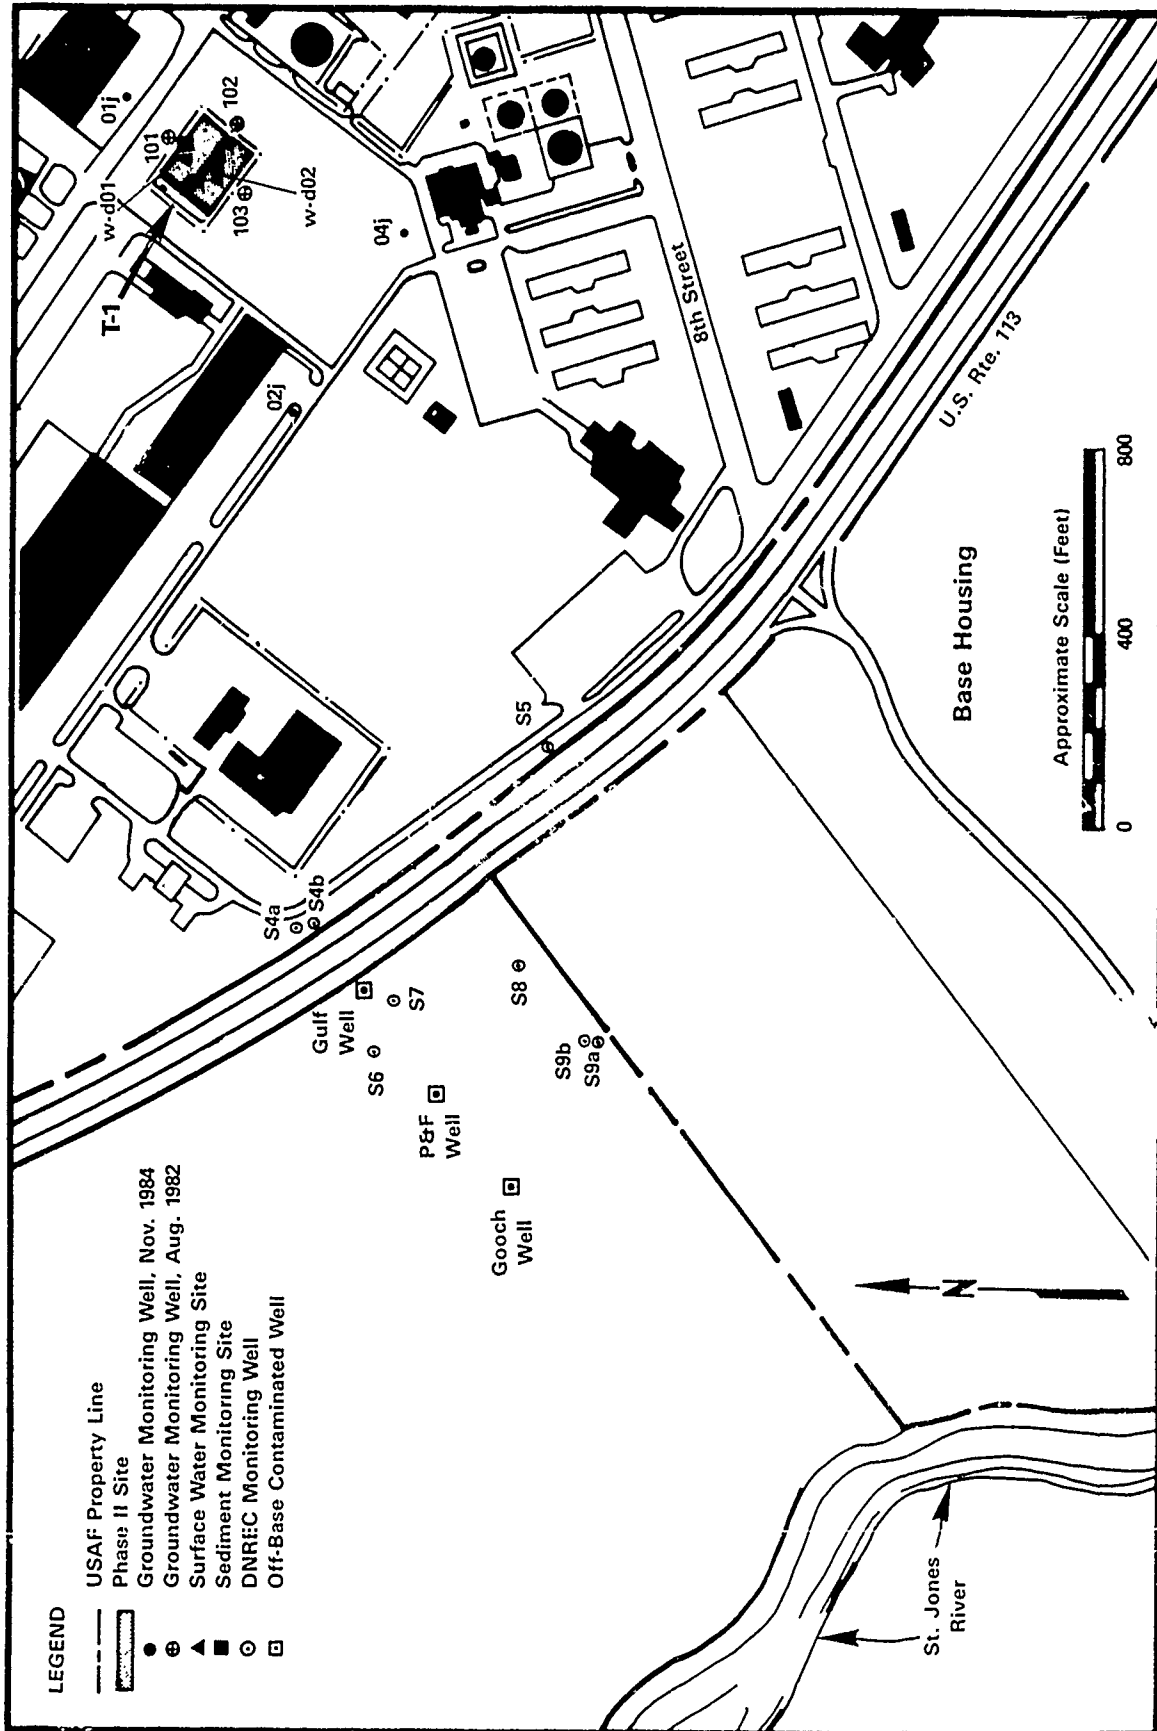 LEGEND
USAF Property Line
Phase II Site
Groundwater Monitoring Well, Nov. 1984
Groundwater Monitoring Well, Aug. 1982
Surface Water Monitoring Site
Sediment Monitoring Site
DNREC Monitoring Well
Off-Base Contaminated Well
01j
101
102
w-d01
103
w-d02
T-1
04j
02j
8th Street
U.S. Rte. 113
S5
S4a
S4b
Gulf
Well
S7
S6
S8
P&F
Well
S9b
S9a
Gooch
Well
Base Housing
Approximate Scale (Feet)
0
400
800
N
St. Jones
River